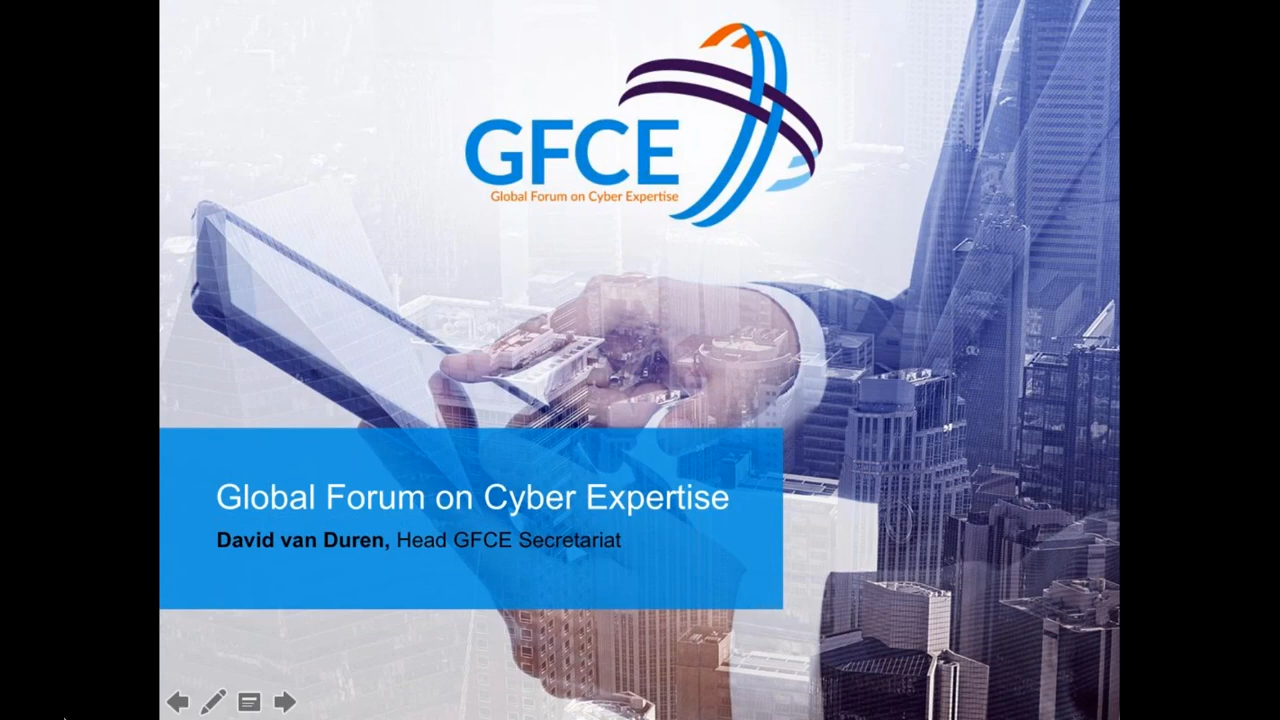 GFCE
Global Forum on Cyber Expertise
Global Forum on Cyber Expertise
David van Duren, Head GFCE Secretariat